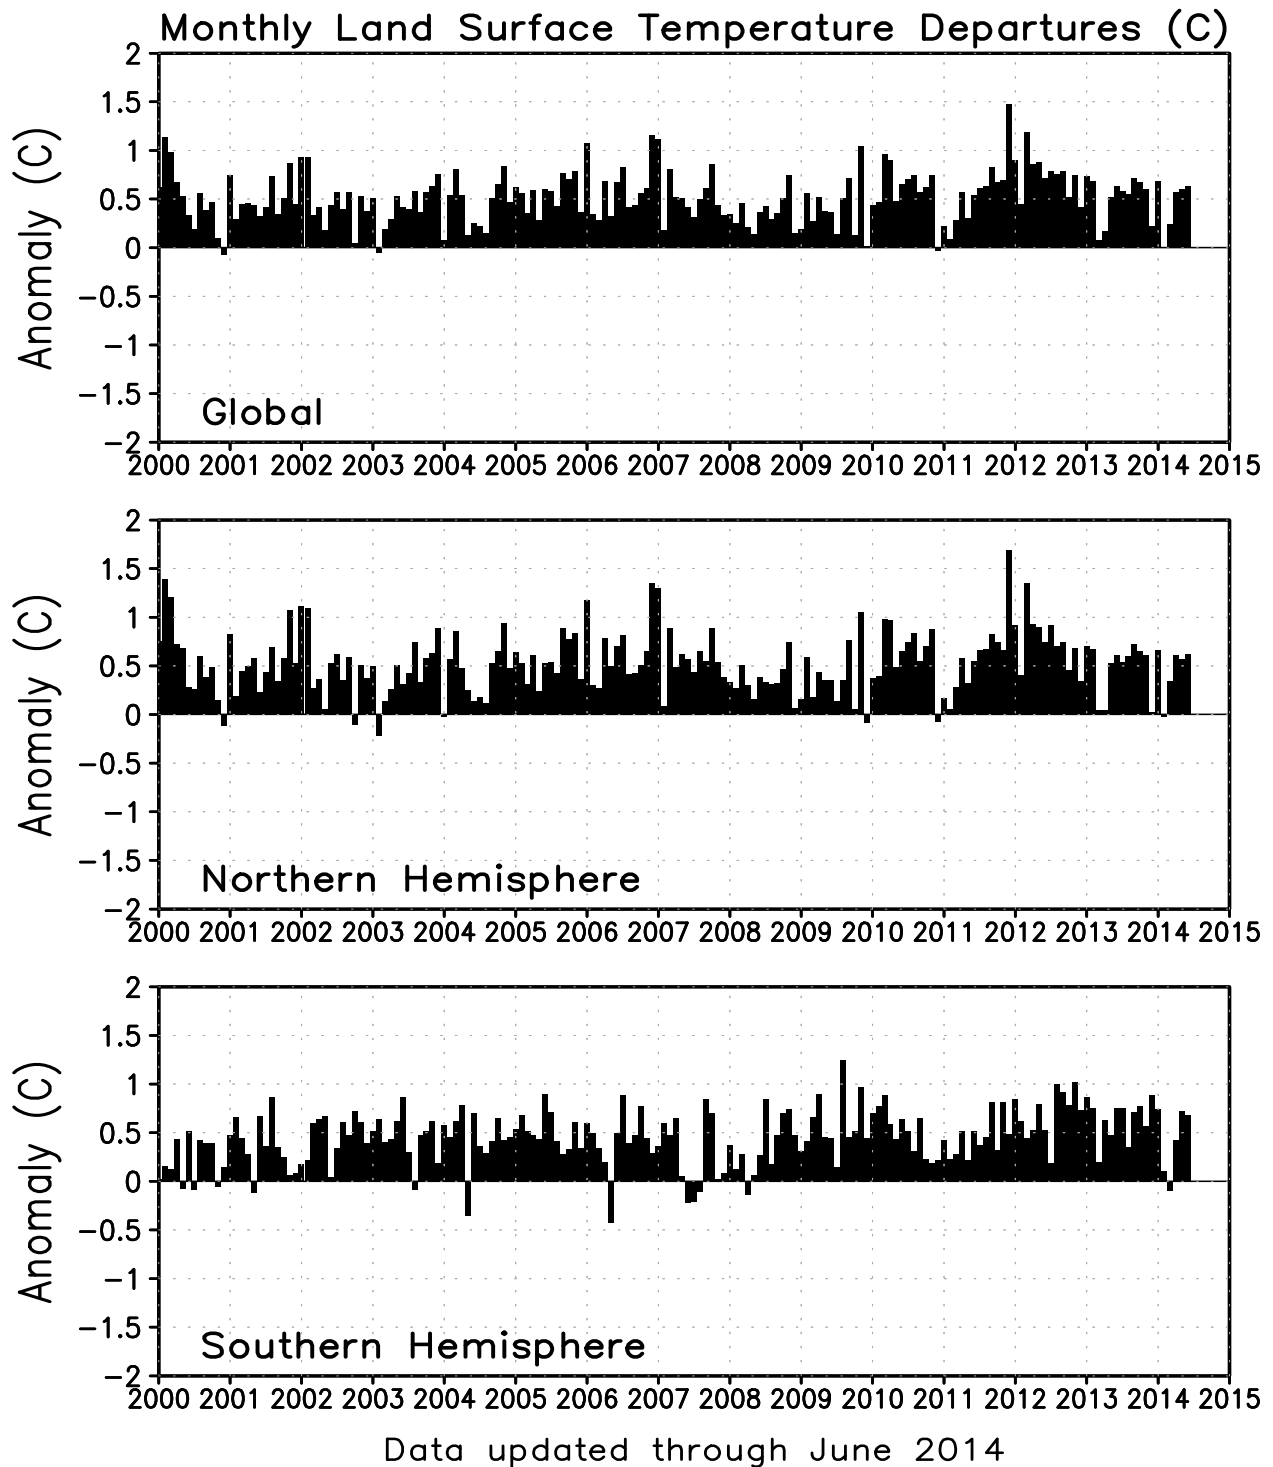 Monthly Land Surface Temperature Departures (C)
Anomaly (C)
2
1.5
1
0.5
0
−0.5
−1
−1.5
−2
Global
2000 2001 2002 2003 2004 2005 2006 2007 2008 2009 2010 2011 2012 2013 2014 2015
Anomaly (C)
2
1.5
1
0.5
0
−0.5
−1
−1.5
−2
Northern Hemisphere
2000 2001 2002 2003 2004 2005 2006 2007 2008 2009 2010 2011 2012 2013 2014 2015
Anomaly (C)
2
1.5
1
0.5
0
−0.5
−1
−1.5
−2
Southern Hemisphere
2000 2001 2002 2003 2004 2005 2006 2007 2008 2009 2010 2011 2012 2013 2014 2015
Data updated through June 2014